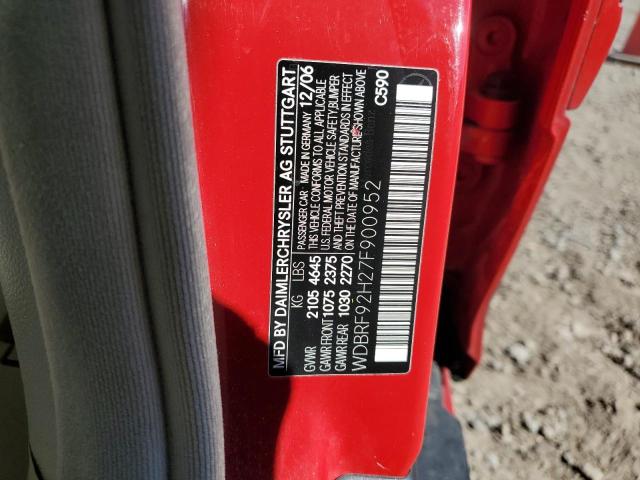 MFD BY DAIMLERCHRYSLER AG STUTTGART
KG LBS PASSENGER CAR MADE IN GERMANY 12/06
GVWR 2105 4645 THIS VEHICLE CONFORMS TO ALL APPLICABLE
GAWR FRONT 1075 2375 U.S. FEDERAL MOTOR VEHICLE SAFETY, BUMPER
GAWR REAR 1030 2270 AND THEFT PREVENTION STANDARDS IN EFFECT
ON THE DATE OF MANUFACTURE SHOWN ABOVE
C590
WDBRF92H27F900952